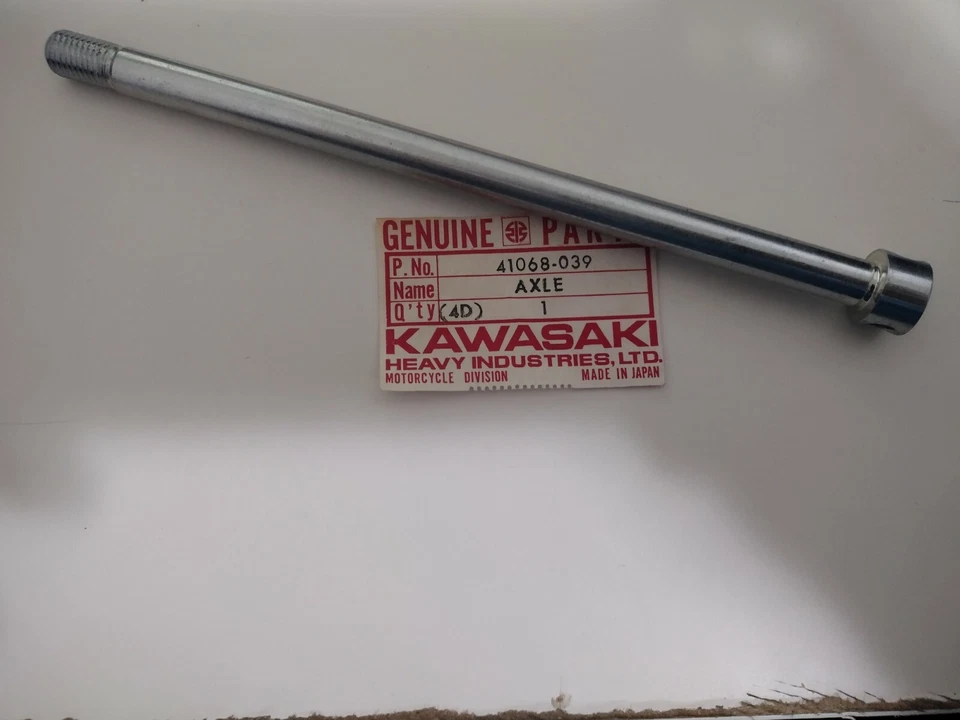 GENUINE
P.No. 41068-039
Name AXLE
Q'ty (4D) 1
KAWASAKI
HEAVY INDUSTRIES, LTD.
MOTORCYCLE DIVISION MADE IN JAPAN